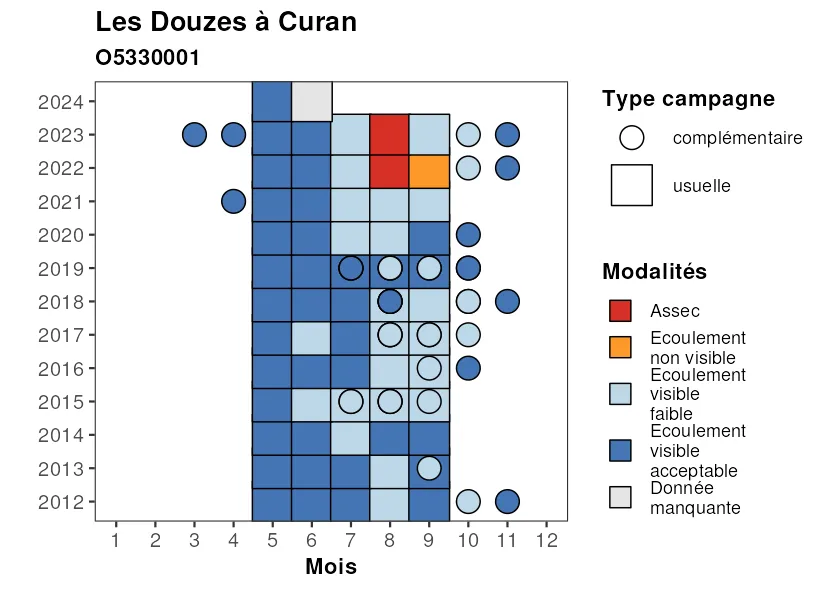 Les Douzes à Curan
O5330001
2024
2023
2022
2021
2020
2019
2018
2017
2016
2015
2014
2013
2012
1 2 3 4 5 6 7 8 9 10 11 12
Mois
Type campagne
complémentaire
usuelle
Modalités
Assec
Ecoulement
non visible
Ecoulement
visible
faible
Ecoulement
visible
acceptable
Donnée
manquante